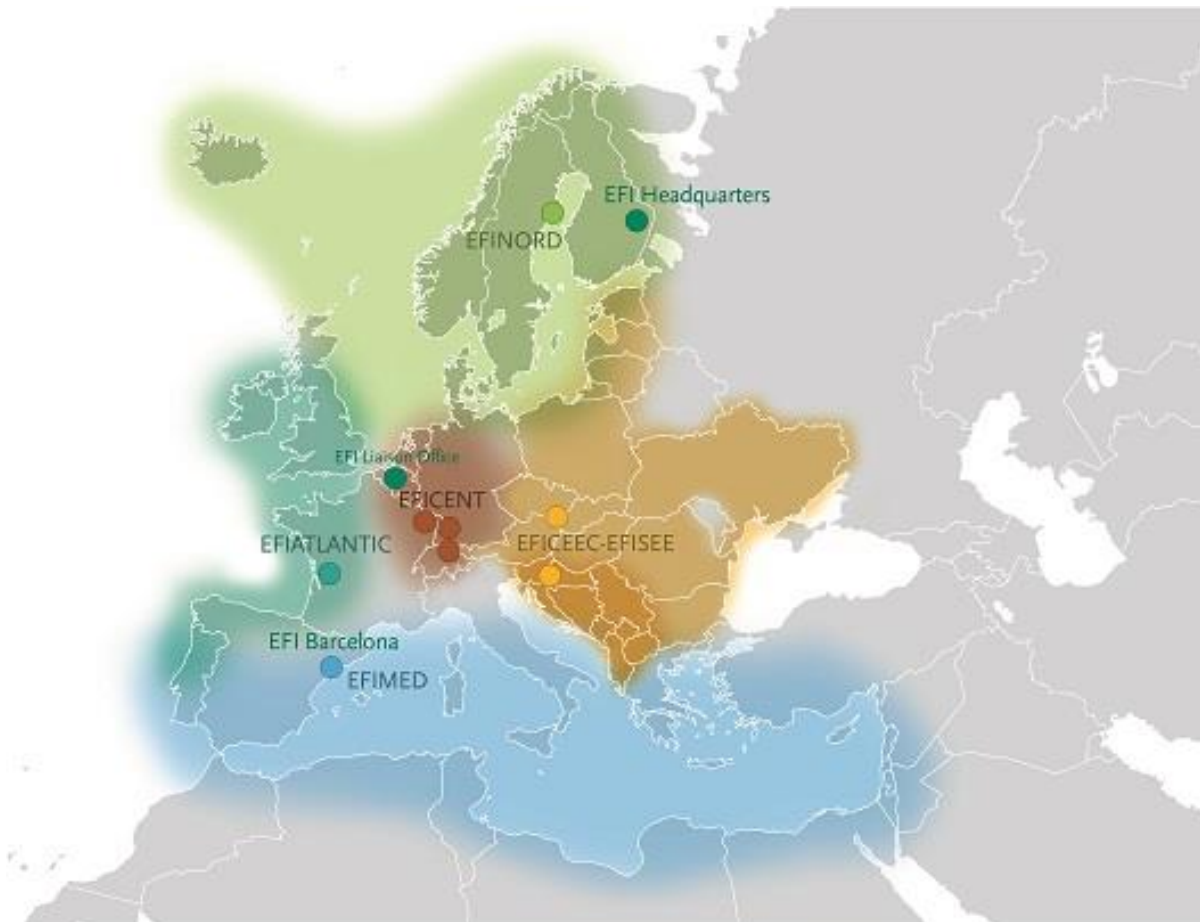 EFI Headquarters
EFINORD
EFI Liaison Office
EFICENT
EFIATLANTIC
EFICEEC-EFISEE
EFI Barcelona
EFIMED